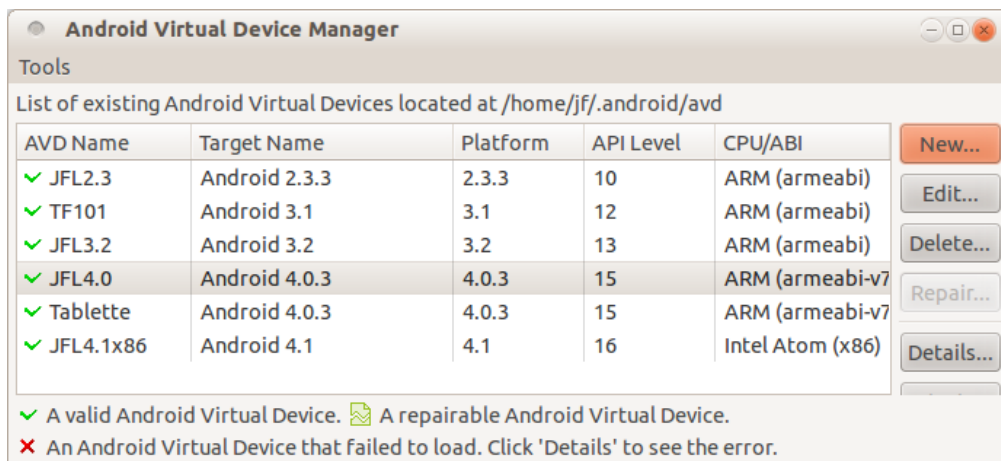 Android Virtual Device Manager
Tools
List of existing Android Virtual Devices located at /home/jf/.android/avd
AVD Name Target Name Platform API Level CPU/ABI
JFL2.3 Android 2.3.3 2.3.3 10 ARM (armeabi)
TF101 Android 3.1 3.1 12 ARM (armeabi)
JFL3.2 Android 3.2 3.2 13 ARM (armeabi)
JFL4.0 Android 4.0.3 4.0.3 15 ARM (armeabi-v7
Tablette Android 4.0.3 4.0.3 15 ARM (armeabi-v7
JFL4.1x86 Android 4.1 4.1 16 Intel Atom (x86)
New...
Edit...
Delete...
Repair...
Details...
A valid Android Virtual Device. A repairable Android Virtual Device.
An Android Virtual Device that failed to load. Click 'Details' to see the error.